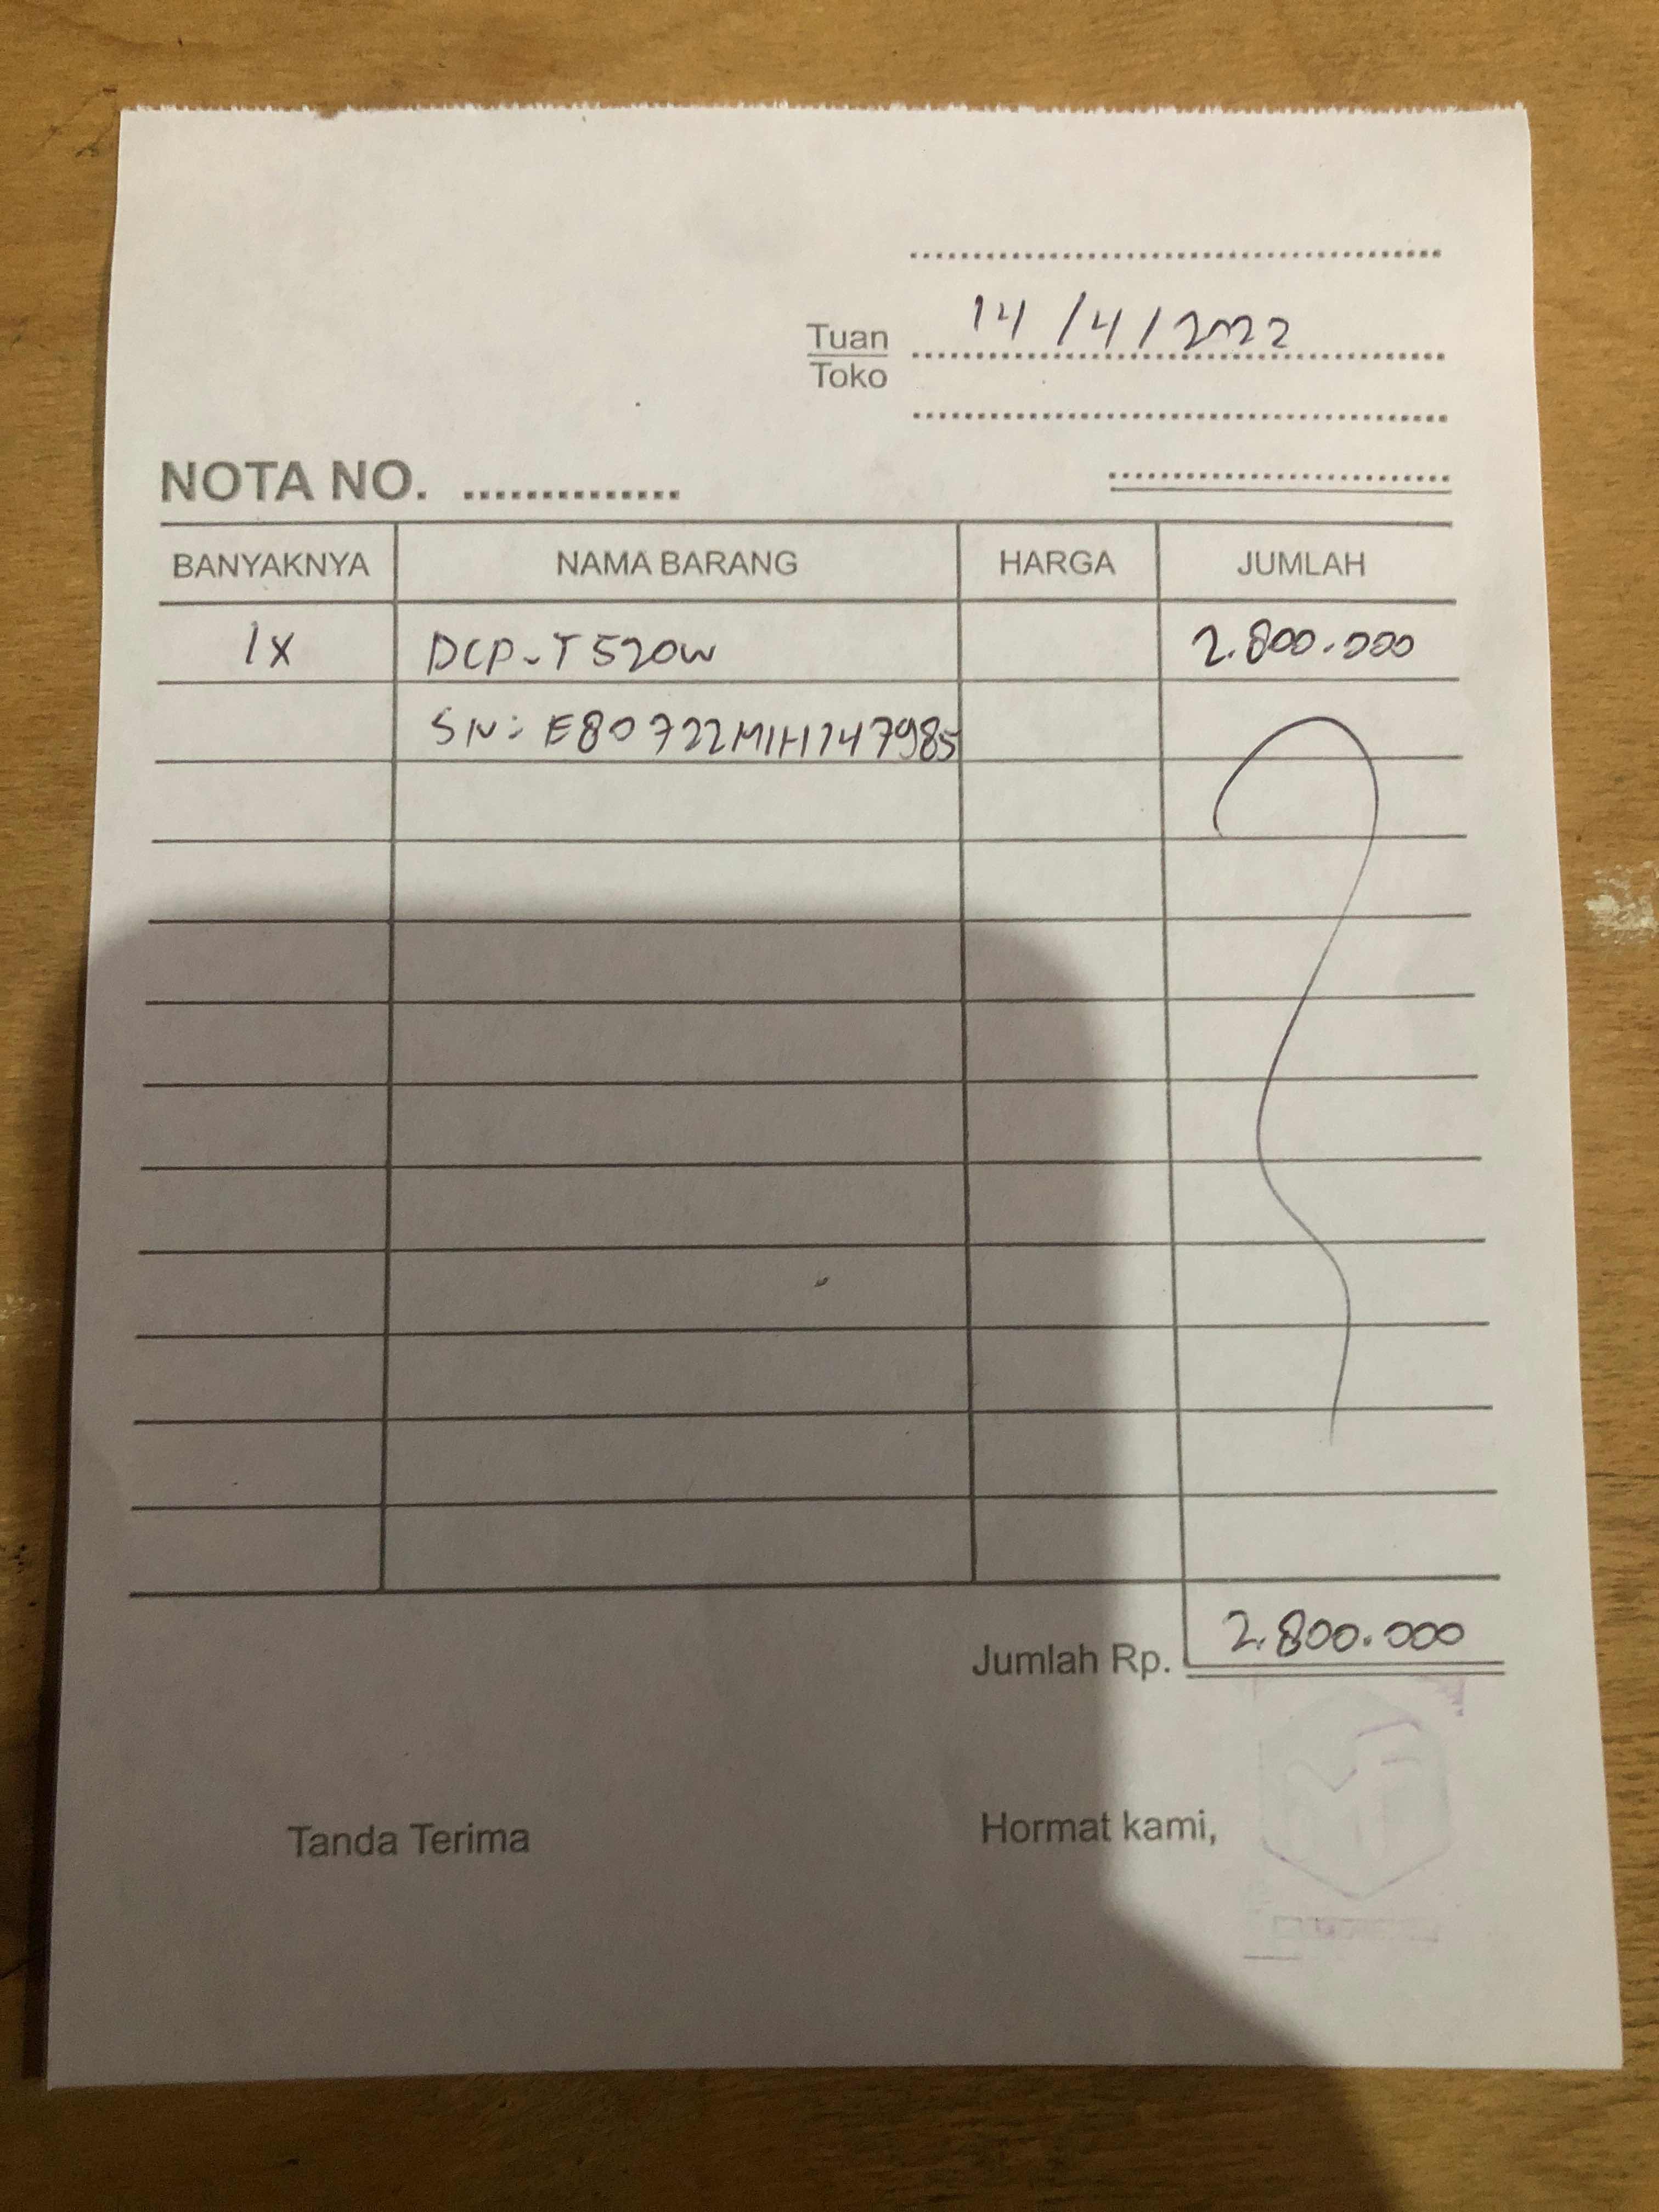 14/4/2022
Tuan
Toko
NOTA NO. ..............
BANYAKNYA NAMA BARANG HARGA JUMLAH
1x DCP-T520W 2.800.000
SN: E80722M1H147985
Jumlah Rp. 2.800.000
Tanda Terima Hormat kami,